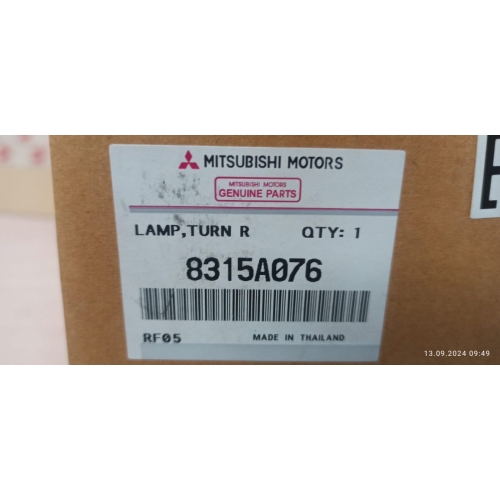 MITSUBISHI MOTORS
MITSUBISHI MOTORS
GENUINE PARTS
LAMP,TURN R QTY: 1
8315A076
RF05 MADE IN THAILAND
13.09.2024 09:49